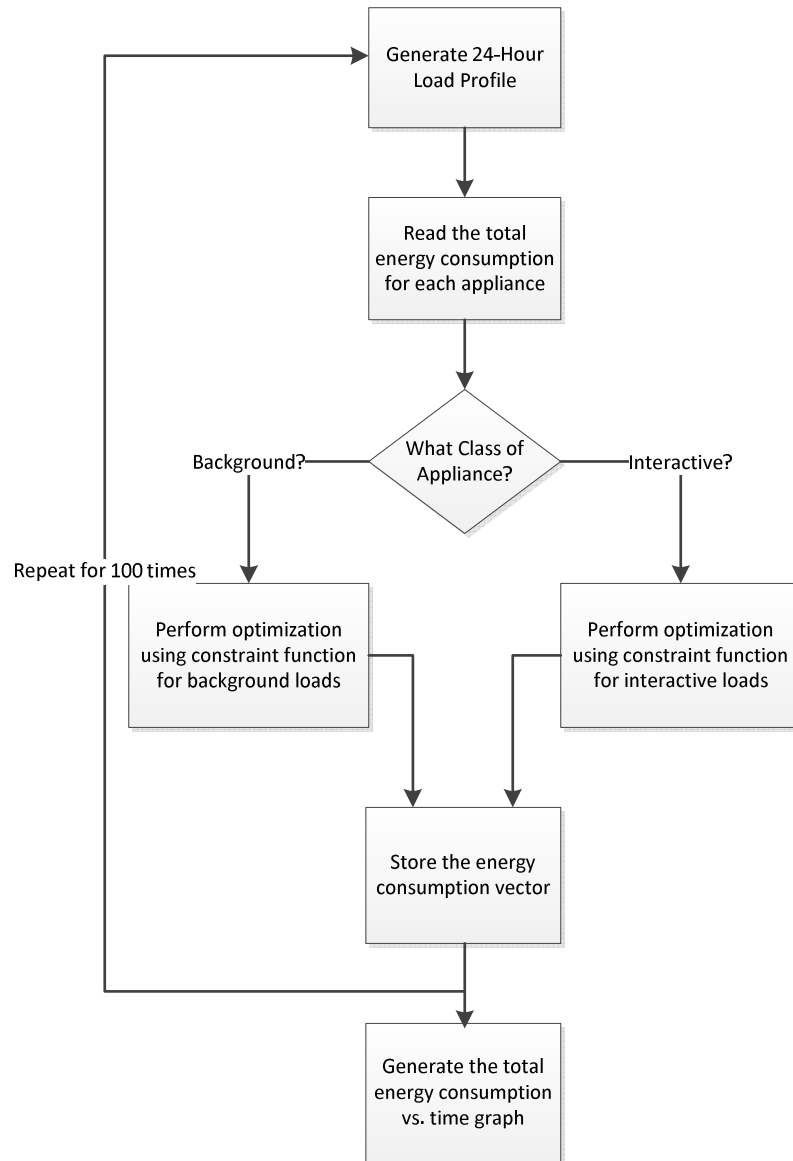 Generate 24-Hour
Load Profile
Read the total
energy consumption
for each appliance
What Class of
Appliance?
Background?
Interactive?
Repeat for 100 times
Perform optimization
using constraint function
for background loads
Perform optimization
using constraint function
for interactive loads
Store the energy
consumption vector
Generate the total
energy consumption
vs. time graph